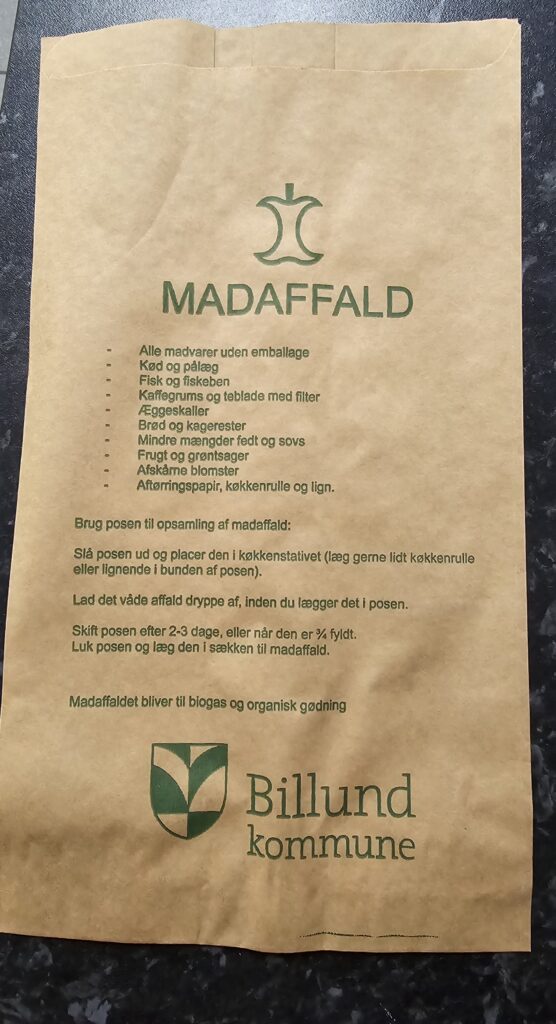 MADAFFALD
- Alle madvarer uden emballage
- Kød og pålæg
- Fisk og fiskeben
- Kaffegrums og teblade med filter
- Æggeskaller
- Brød og kagerester
- Mindre mængder fedt og sovs
- Frugt og grøntsager
- Afskårne blomster
- Aftørringspapir, køkkenrulle og lign.
Brug posen til opsamling af madaffald:
Slå posen ud og placer den i køkkenstativet (læg gerne lidt køkkenrulle
eller lignende i bunden af posen).
Lad det våde affald dryppe af, inden du lægger det i posen.
Skift posen efter 2-3 dage, eller når den er ¾ fyldt.
Luk posen og læg den i sækken til madaffald.
Madaffaldet bliver til biogas og organisk gødning
Billund
kommune